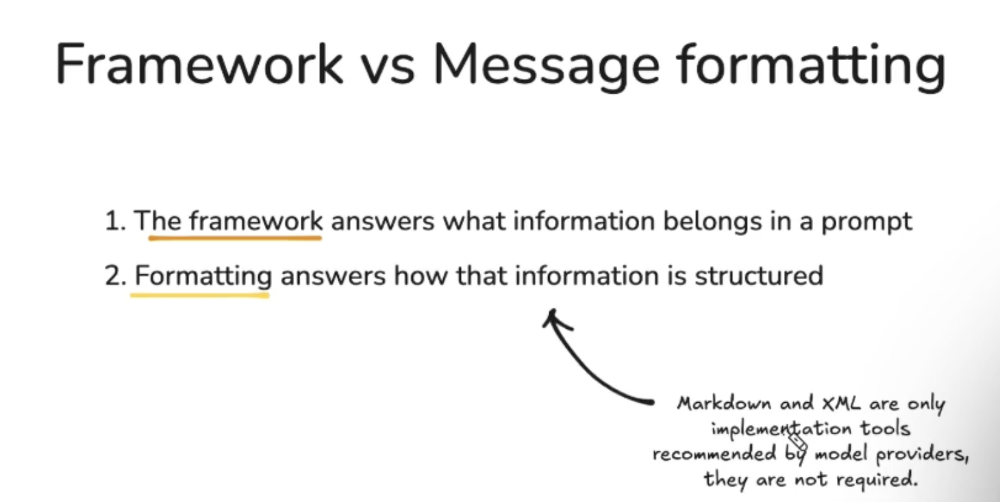 Framework vs Message formatting
1. The framework answers what information belongs in a prompt
2. Formatting answers how that information is structured
Markdown and XML are only
implementation tools
recommended by model providers,
they are not required.